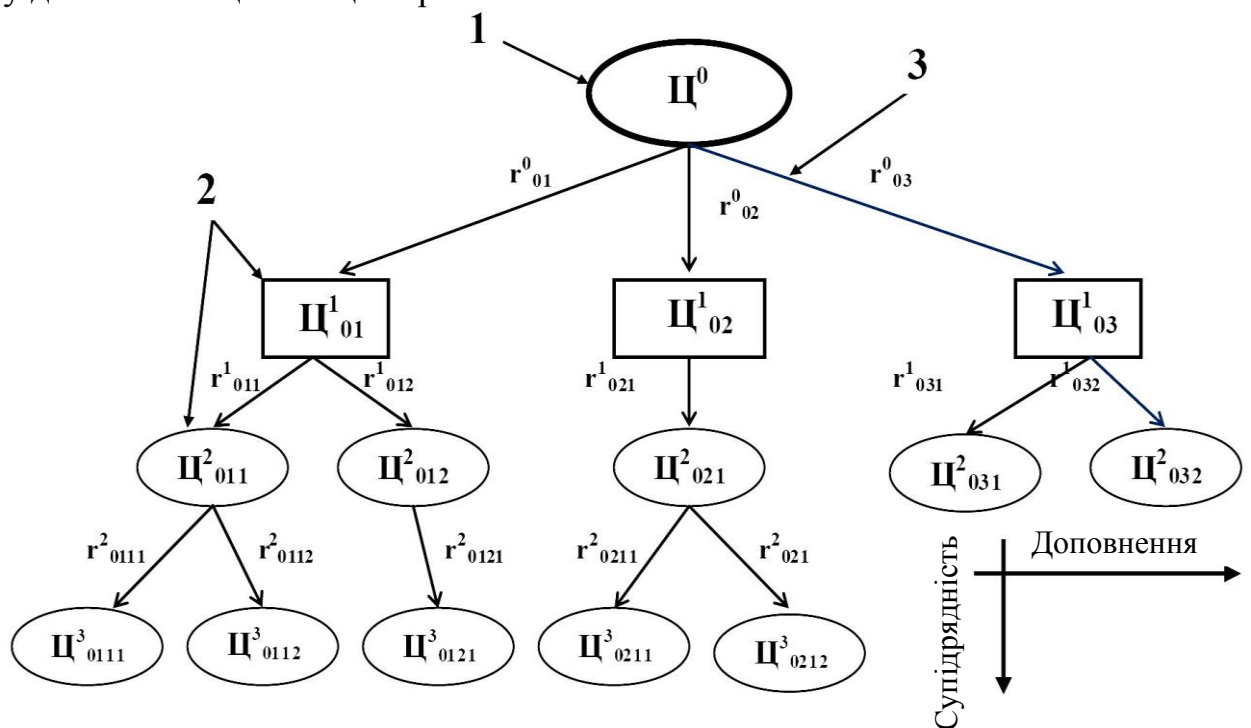 1
Ц⁰
3
r⁰₀₁
r⁰₀₂
r⁰₀₃
2
Ц¹₀₁
Ц¹₀₂
Ц¹₀₃
r¹₀₁₁
r¹₀₁₂
r¹₀₂₁
r¹₀₃₁
r¹₀₃₂
Ц²₀₁₁
Ц²₀₁₂
Ц²₀₂₁
Ц²₀₃₁
Ц²₀₃₂
r²₀₁₁₁
r²₀₁₁₂
r²₀₁₂₁
r²₀₂₁₁
r²₀₂₁
Доповнення
Супідрядність
Ц³₀₁₁₁
Ц³₀₁₁₂
Ц³₀₁₂₁
Ц³₀₂₁₁
Ц³₀₂₁₂